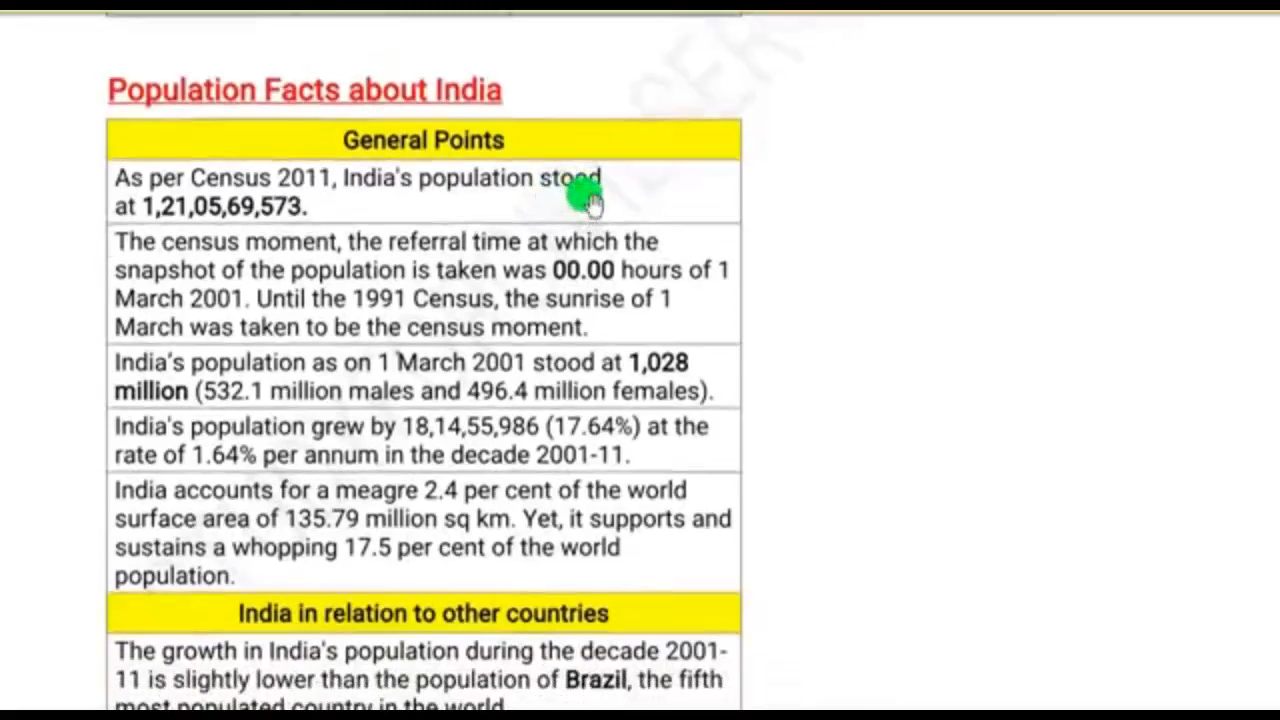 Population Facts about India
General Points
As per Census 2011, India's population stood
at 1,21,05,69,573.
The census moment, the referral time at which the
snapshot of the population is taken was 00.00 hours of 1
March 2001. Until the 1991 Census, the sunrise of 1
March was taken to be the census moment.
India's population as on 1 March 2001 stood at 1,028
million (532.1 million males and 496.4 million females).
India's population grew by 18,14,55,986 (17.64%) at the
rate of 1.64% per annum in the decade 2001-11.
India accounts for a meagre 2.4 per cent of the world
surface area of 135.79 million sq km. Yet, it supports and
sustains a whopping 17.5 per cent of the world
population.
India in relation to other countries
The growth in India's population during the decade 2001-
11 is slightly lower than the population of Brazil, the fifth
most populated country in the world.